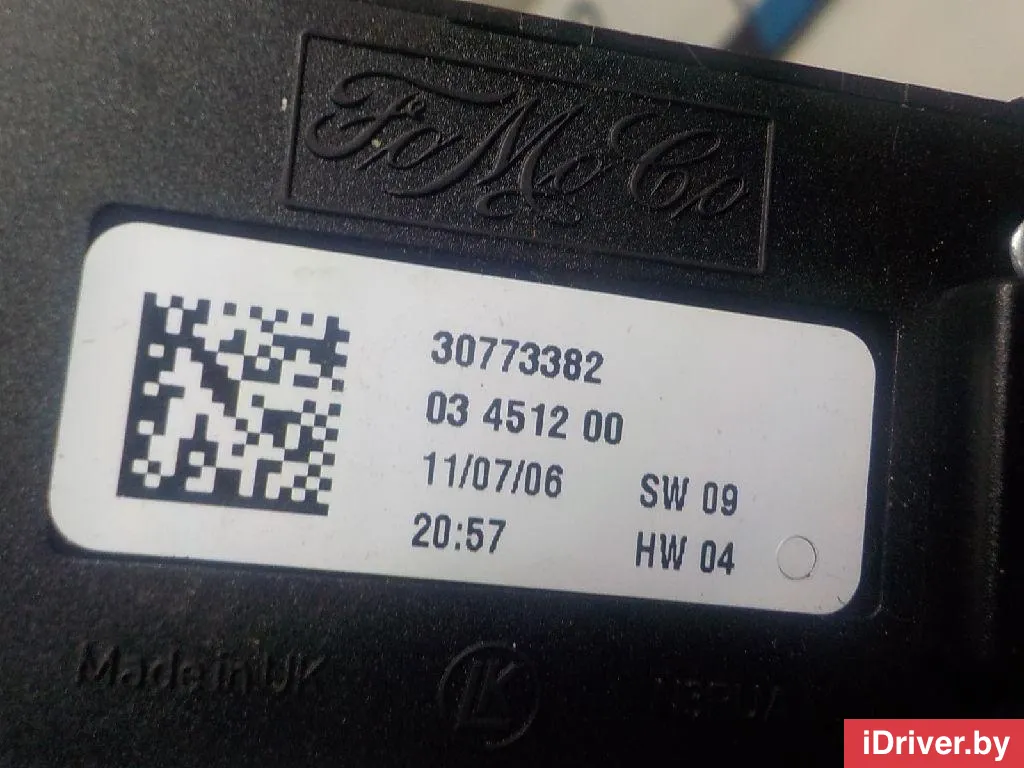 FoMoCo
30773382
03 4512 00
11/07/06 SW 09
20:57 HW 04
Made in UK
LK
iDriver.by